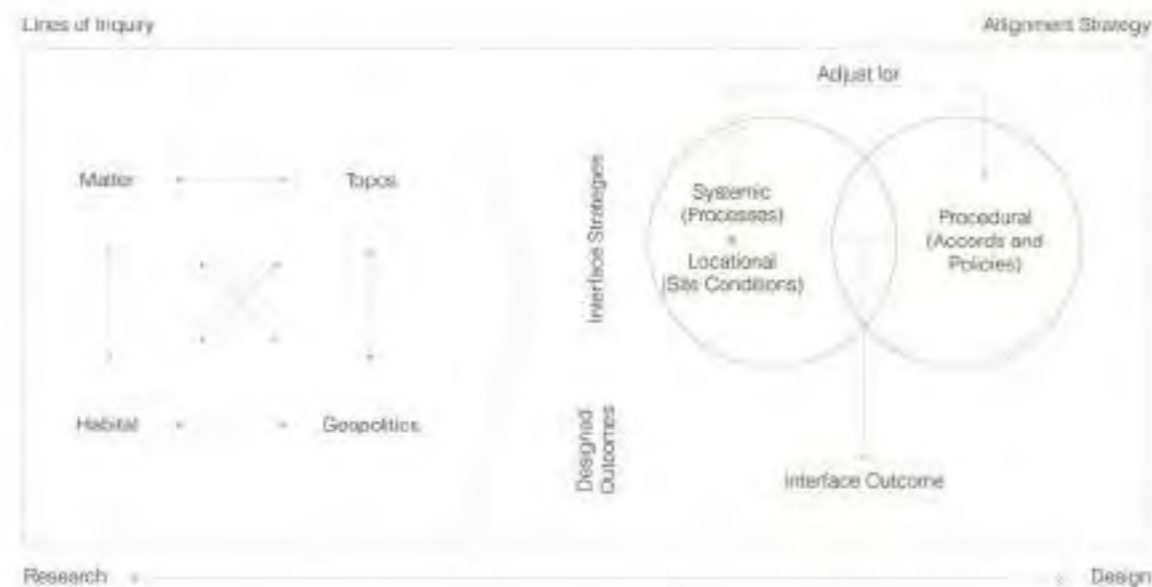 Lines of Inquiry
Alignment Strategy
Adjust for
Matter
Topos
Habitat
Geopolitics
Interface Strategies
Systemic
(Processes)
+
Locational
(Site Conditions)
Procedural
(Accords and
Policies)
Designed
Outcomes
Interface Outcome
Research
Design